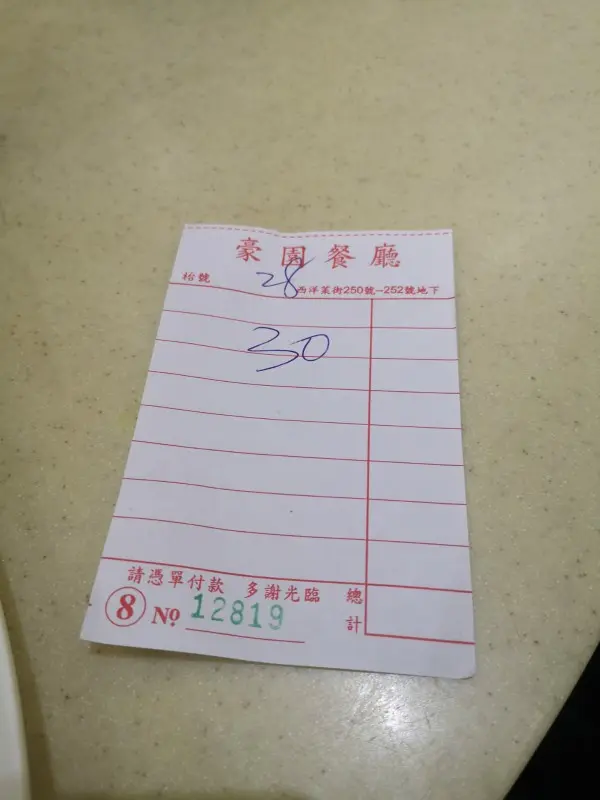 豪園餐廳
枱號 28 西洋菜街250號–252號地下
30
請憑單付款 多謝光臨 總計
8 Nº 12819